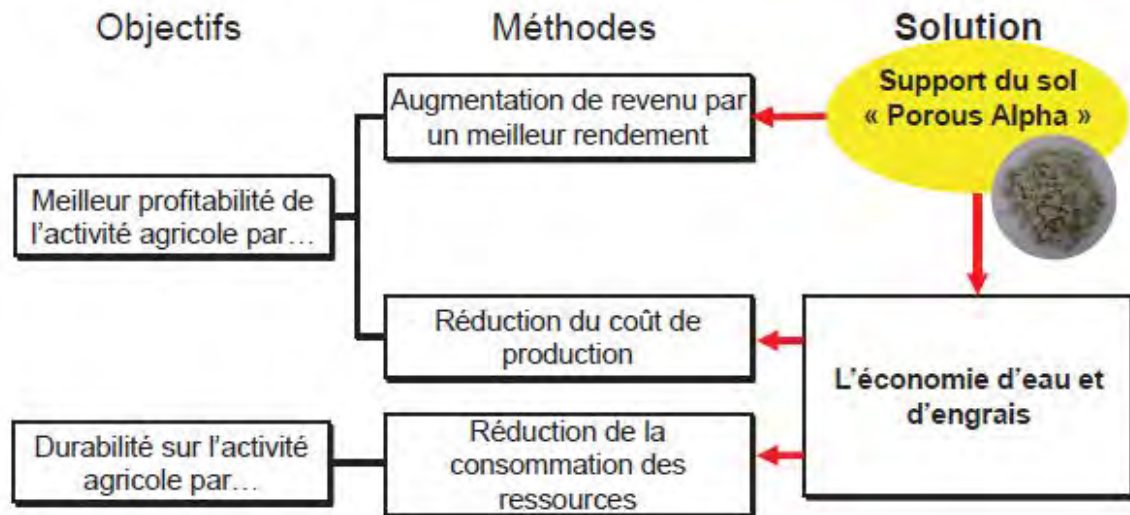 Objectifs
Méthodes
Solution
Support du sol
« Porous Alpha »
Augmentation de revenu par
un meilleur rendement
Meilleur profitabilité de
l'activité agricole par…
Réduction du coût de
production
L'économie d'eau et
d'engrais
Durabilité sur l'activité
agricole par…
Réduction de la
consommation des
ressources